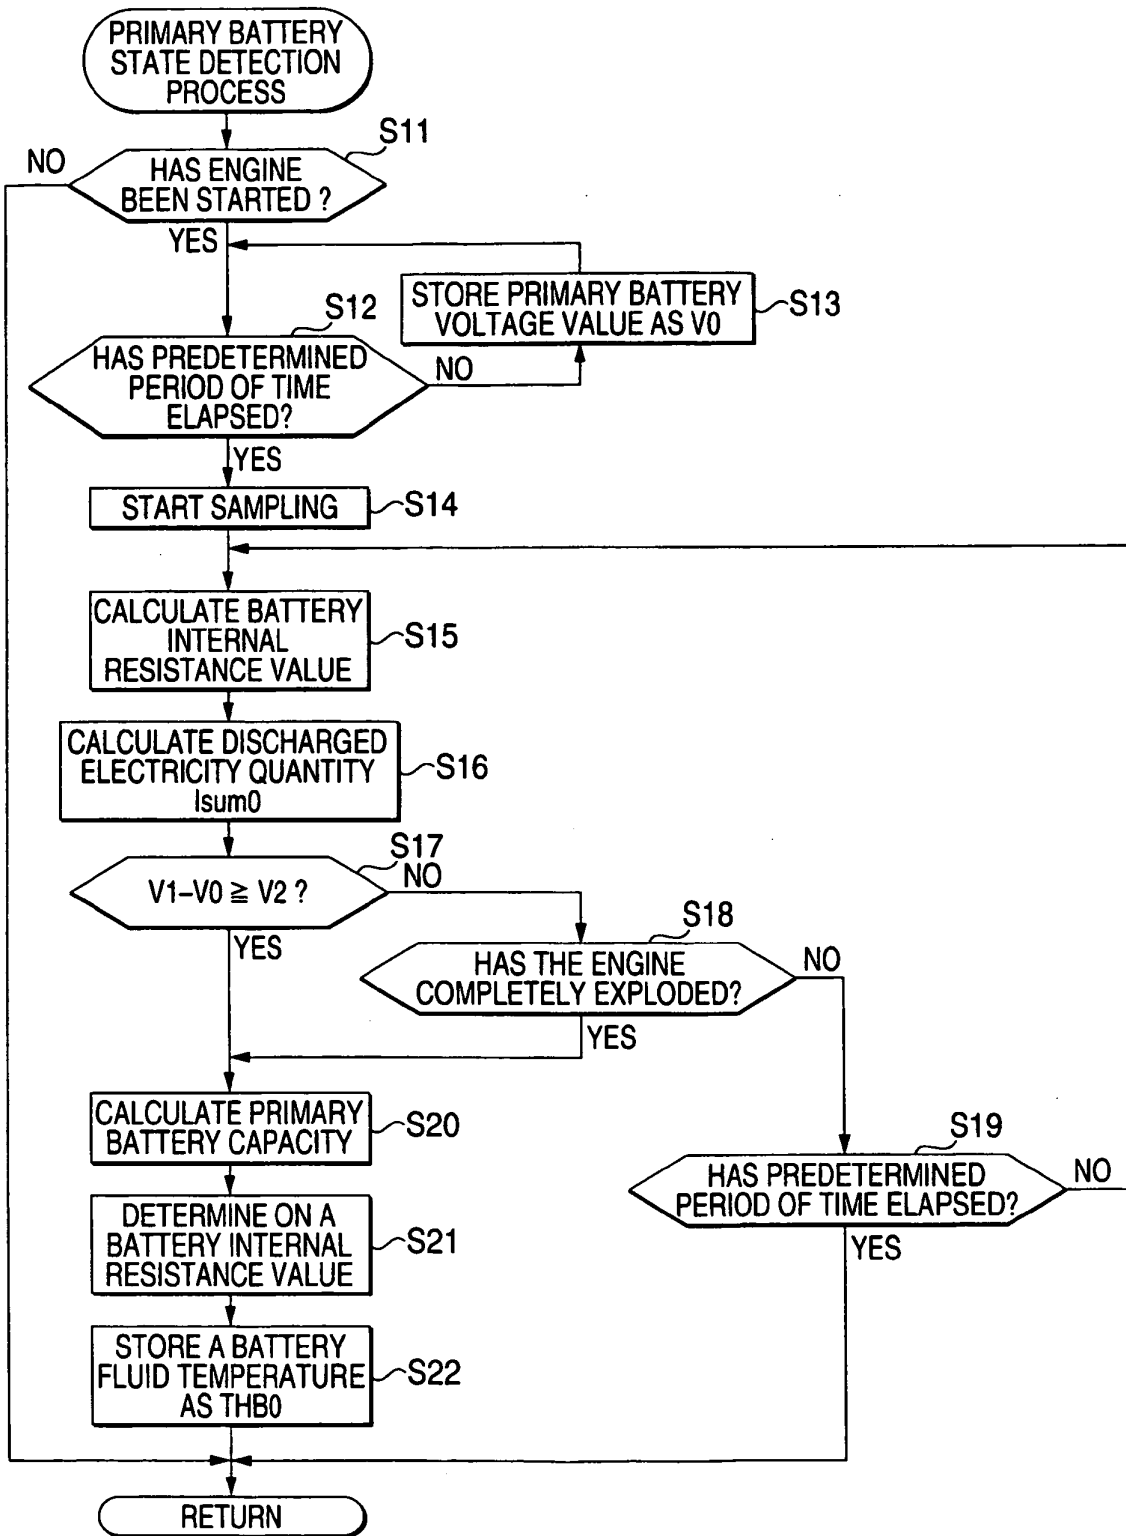 PRIMARY BATTERY
STATE DETECTION
PROCESS
S11
NO
HAS ENGINE
BEEN STARTED ?
YES
STORE PRIMARY BATTERY
VOLTAGE VALUE AS V0
S13
S12
HAS PREDETERMINED
PERIOD OF TIME
ELAPSED?
NO
YES
START SAMPLING
S14
CALCULATE BATTERY
INTERNAL
RESISTANCE VALUE
S15
CALCULATE DISCHARGED
ELECTRICITY QUANTITY
Isum0
S16
S17
V1–V0 ≧ V2 ?
NO
YES
S18
HAS THE ENGINE
COMPLETELY EXPLODED?
NO
YES
CALCULATE PRIMARY
BATTERY CAPACITY
S20
S19
HAS PREDETERMINED
PERIOD OF TIME ELAPSED?
NO
YES
DETERMINE ON A
BATTERY INTERNAL
RESISTANCE VALUE
S21
STORE A BATTERY
FLUID TEMPERATURE
AS THB0
S22
RETURN